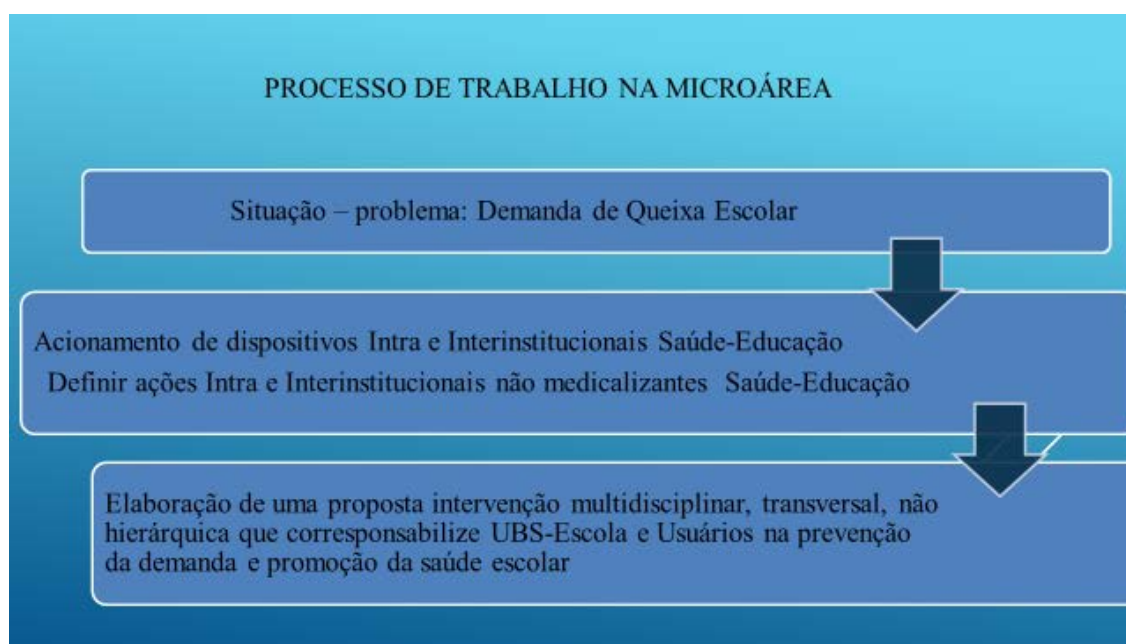 PROCESSO DE TRABALHO NA MICROÁREA
Situação – problema: Demanda de Queixa Escolar
Acionamento de dispositivos Intra e Interinstitucionais Saúde-Educação
Definir ações Intra e Interinstitucionais não medicalizantes Saúde-Educação
Elaboração de uma proposta intervenção multidisciplinar, transversal, não
hierárquica que corresponsabilize UBS-Escola e Usuários na prevenção
da demanda e promoção da saúde escolar